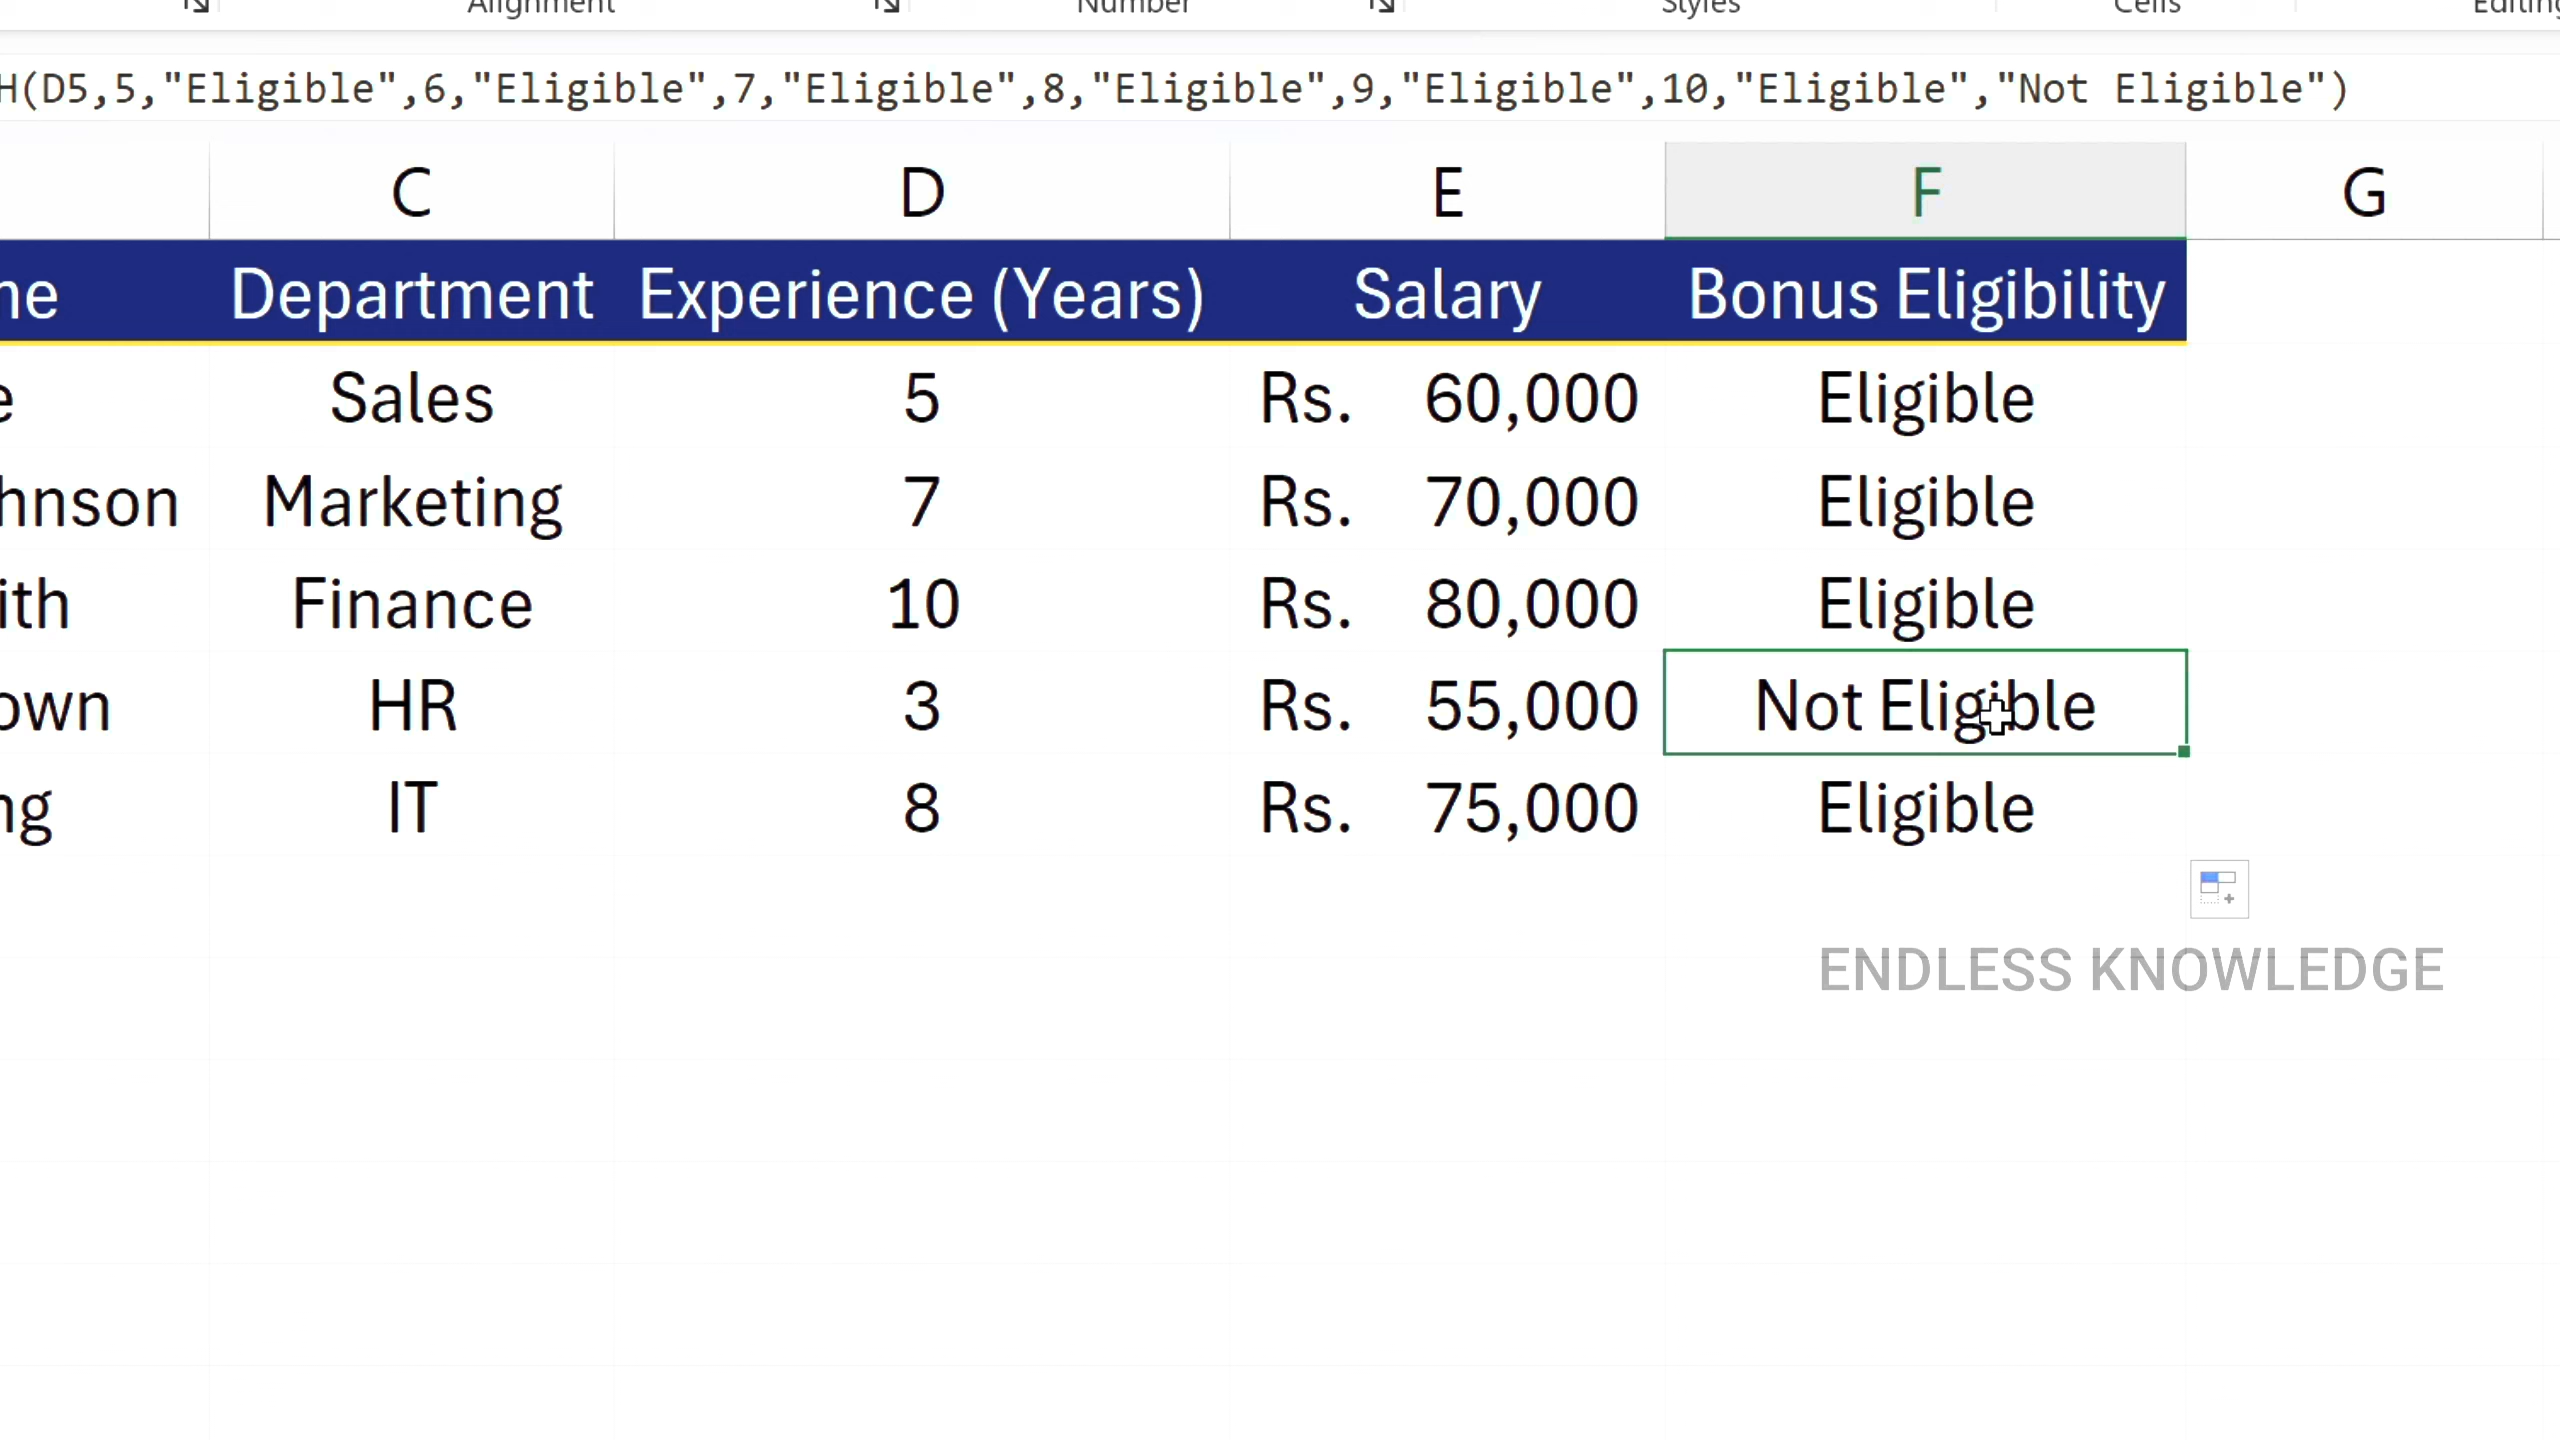 Alignment Number Styles Cells Editing
H(D5,5,"Eligible",6,"Eligible",7,"Eligible",8,"Eligible",9,"Eligible",10,"Eligible","Not Eligible")
C D E F G
me Department Experience (Years) Salary Bonus Eligibility
e Sales 5 Rs. 60,000 Eligible
hnson Marketing 7 Rs. 70,000 Eligible
ith Finance 10 Rs. 80,000 Eligible
own HR 3 Rs. 55,000 Not Eligible
ng IT 8 Rs. 75,000 Eligible
ENDLESS KNOWLEDGE